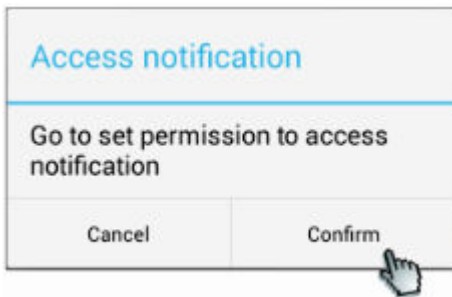 Access notification
Go to set permission to access
notification
Cancel Confirm